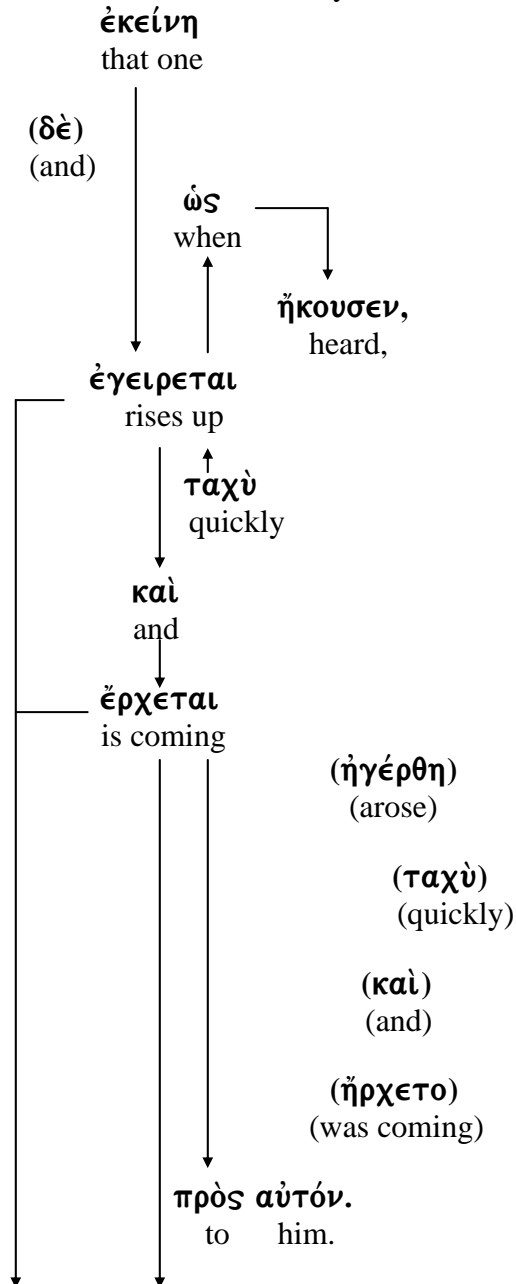 ἐκείνη
that one
(δὲ)
(and)
ὡς
when
ἤκουσεν,
heard,
ἐγειρεται
rises up
ταχὺ
quickly
καὶ
and
ἔρχεται
is coming
(ἠγέρθη)
(arose)
(ταχὺ)
(quickly)
(καὶ)
(and)
(ἤρχετο)
(was coming)
πρὸς αὐτόν.
to him.